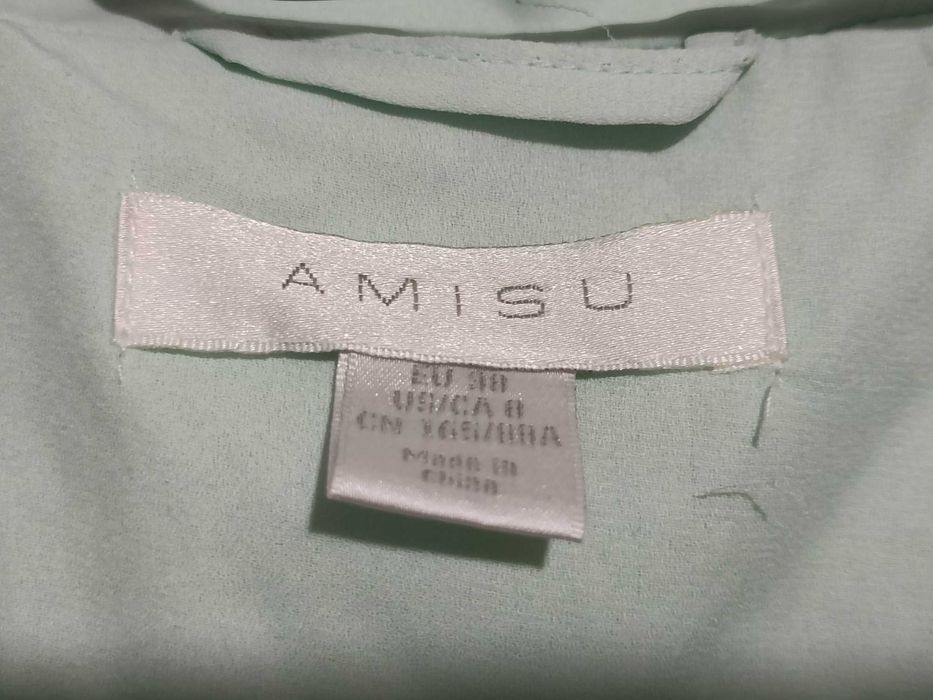 AMISU
EU 38
US/CA 8
CN 165/88A
Made in
China